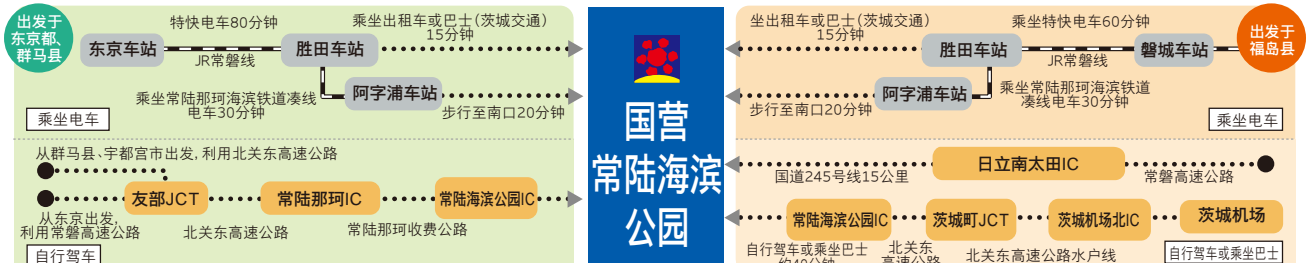 出发于
东京都、
群马县
特快电车80分钟
乘坐出租车或巴士(茨城交通)
15分钟
东京车站
胜田车站
JR常磐线
乘坐常陆那珂海滨铁道凑线
电车30分钟
阿字浦车站
步行至南口20分钟
乘坐电车
从群马县、宇都宫市出发, 利用北关东高速公路
友部JCT
常陆那珂IC
常陆海滨公园IC
从东京出发,
利用常磐高速公路
北关东高速公路
常陆那珂收费公路
自行驾车
国营
常陆海滨
公园
坐出租车或巴士(茨城交通)
15分钟
乘坐特快电车60分钟
出发于
福岛县
胜田车站
磐城车站
JR常磐线
阿字浦车站
乘坐常陆那珂海滨铁道
凑线电车30分钟
步行至南口20分钟
乘坐电车
日立南太田IC
国道245号线15公里
常磐高速公路
常陆海滨公园IC
茨城町JCT
茨城机场北IC
茨城机场
自行驾车或乘坐巴士
约40分钟
北关东
高速公路
北关东高速公路水户线
自行驾车或乘坐巴士